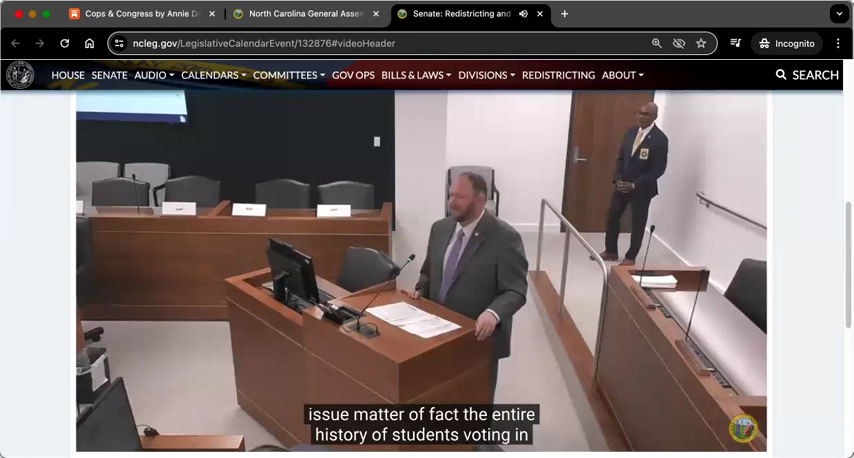 Cops & Congress by Annie D
North Carolina General Assem
Senate: Redistricting and
ncleg.gov/LegislativeCalendarEvent/132876#videoHeader
Incognito
HOUSE SENATE AUDIO CALENDARS COMMITTEES GOV OPS BILLS & LAWS DIVISIONS REDISTRICTING ABOUT SEARCH
issue matter of fact the entire
history of students voting in